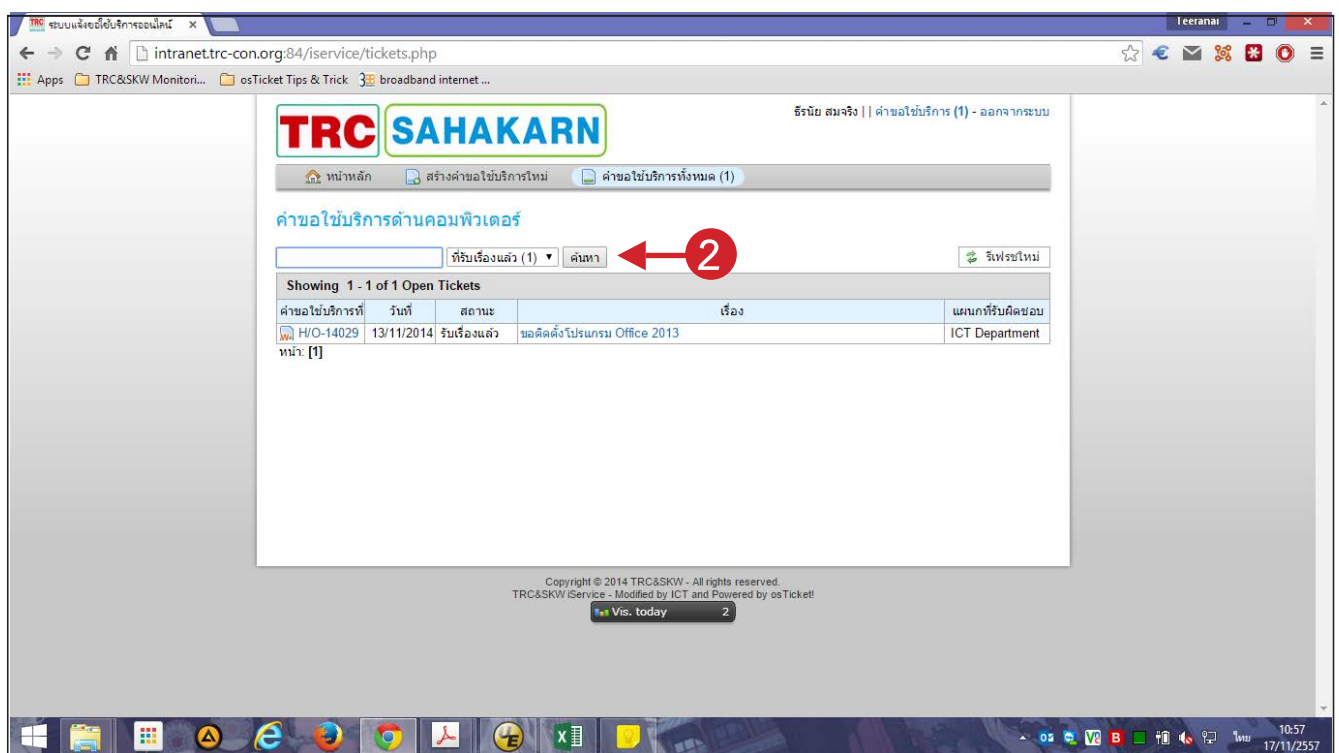 TRC ระบบแจ้งขอใช้บริการออนไลน์
Teeranai
intranet.trc-con.org:84/iservice/tickets.php
Apps TRC&SKW Monitori... osTicket Tips & Trick broadband internet ...
TRC SAHAKARN
ธีรนัย สมจริง | | คำขอใช้บริการ (1) - ออกจากระบบ
หน้าหลัก สร้างคำขอใช้บริการใหม่ คำขอใช้บริการทั้งหมด (1)
คำขอใช้บริการด้านคอมพิวเตอร์
ที่รับเรื่องแล้ว (1) ค้นหา 2 รีเฟรชใหม่
Showing 1 - 1 of 1 Open Tickets
คำขอใช้บริการที่ วันที่ สถานะ เรื่อง แผนกที่รับผิดชอบ
H/O-14029 13/11/2014 รับเรื่องแล้ว ขอติดตั้งโปรแกรม Office 2013 ICT Department
หน้า: [1]
Copyright © 2014 TRC&SKW - All rights reserved.
TRC&SKW iService - Modified by ICT and Powered by osTicket!
Vis. today 2
ไทย 10:57
17/11/2557